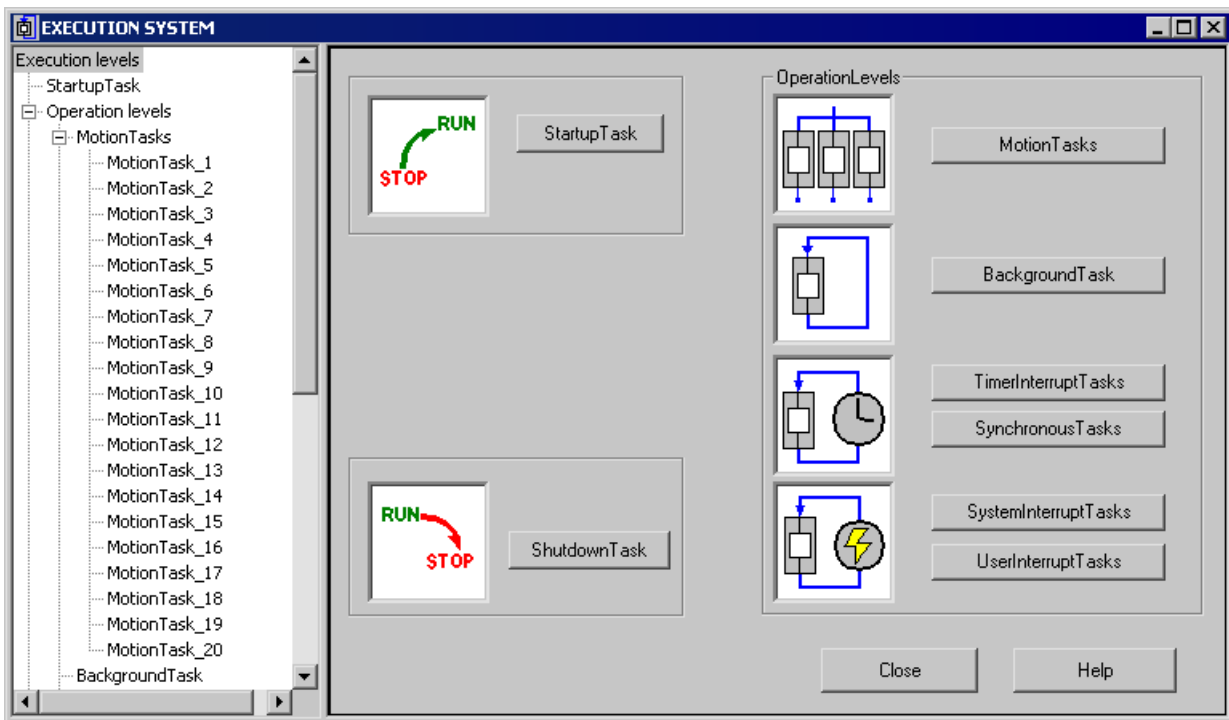 EXECUTION SYSTEM
Execution levels
StartupTask
Operation levels
MotionTasks
MotionTask_1
MotionTask_2
MotionTask_3
MotionTask_4
MotionTask_5
MotionTask_6
MotionTask_7
MotionTask_8
MotionTask_9
MotionTask_10
MotionTask_11
MotionTask_12
MotionTask_13
MotionTask_14
MotionTask_15
MotionTask_16
MotionTask_17
MotionTask_18
MotionTask_19
MotionTask_20
BackgroundTask
RUN
STOP
StartupTask
RUN
STOP
ShutdownTask
OperationLevels
MotionTasks
BackgroundTask
TimerInterruptTasks
SynchronousTasks
SystemInterruptTasks
UserInterruptTasks
Close
Help